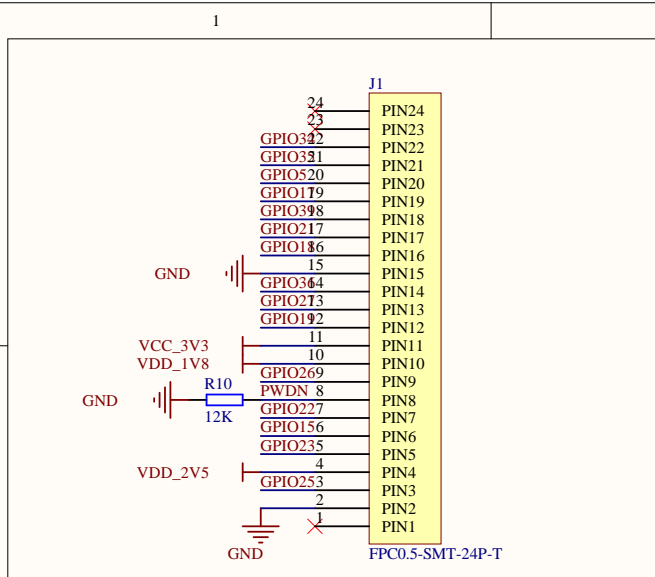 1
J1
24 PIN24
23 PIN23
GPIO34 22 PIN22
GPIO35 21 PIN21
GPIO5 20 PIN20
GPIO17 19 PIN19
GPIO39 18 PIN18
GPIO21 17 PIN17
GPIO18 16 PIN16
GND 15 PIN15
GPIO36 14 PIN14
GPIO27 13 PIN13
GPIO19 12 PIN12
VCC_3V3 11 PIN11
VDD_1V8 10 PIN10
GPIO26 9 PIN9
R10
GND PWDN 8 PIN8
12K
GPIO22 7 PIN7
GPIO15 6 PIN6
GPIO23 5 PIN5
VDD_2V5 4 PIN4
GPIO25 3 PIN3
2 PIN2
1 PIN1
GND
FPC0.5-SMT-24P-T